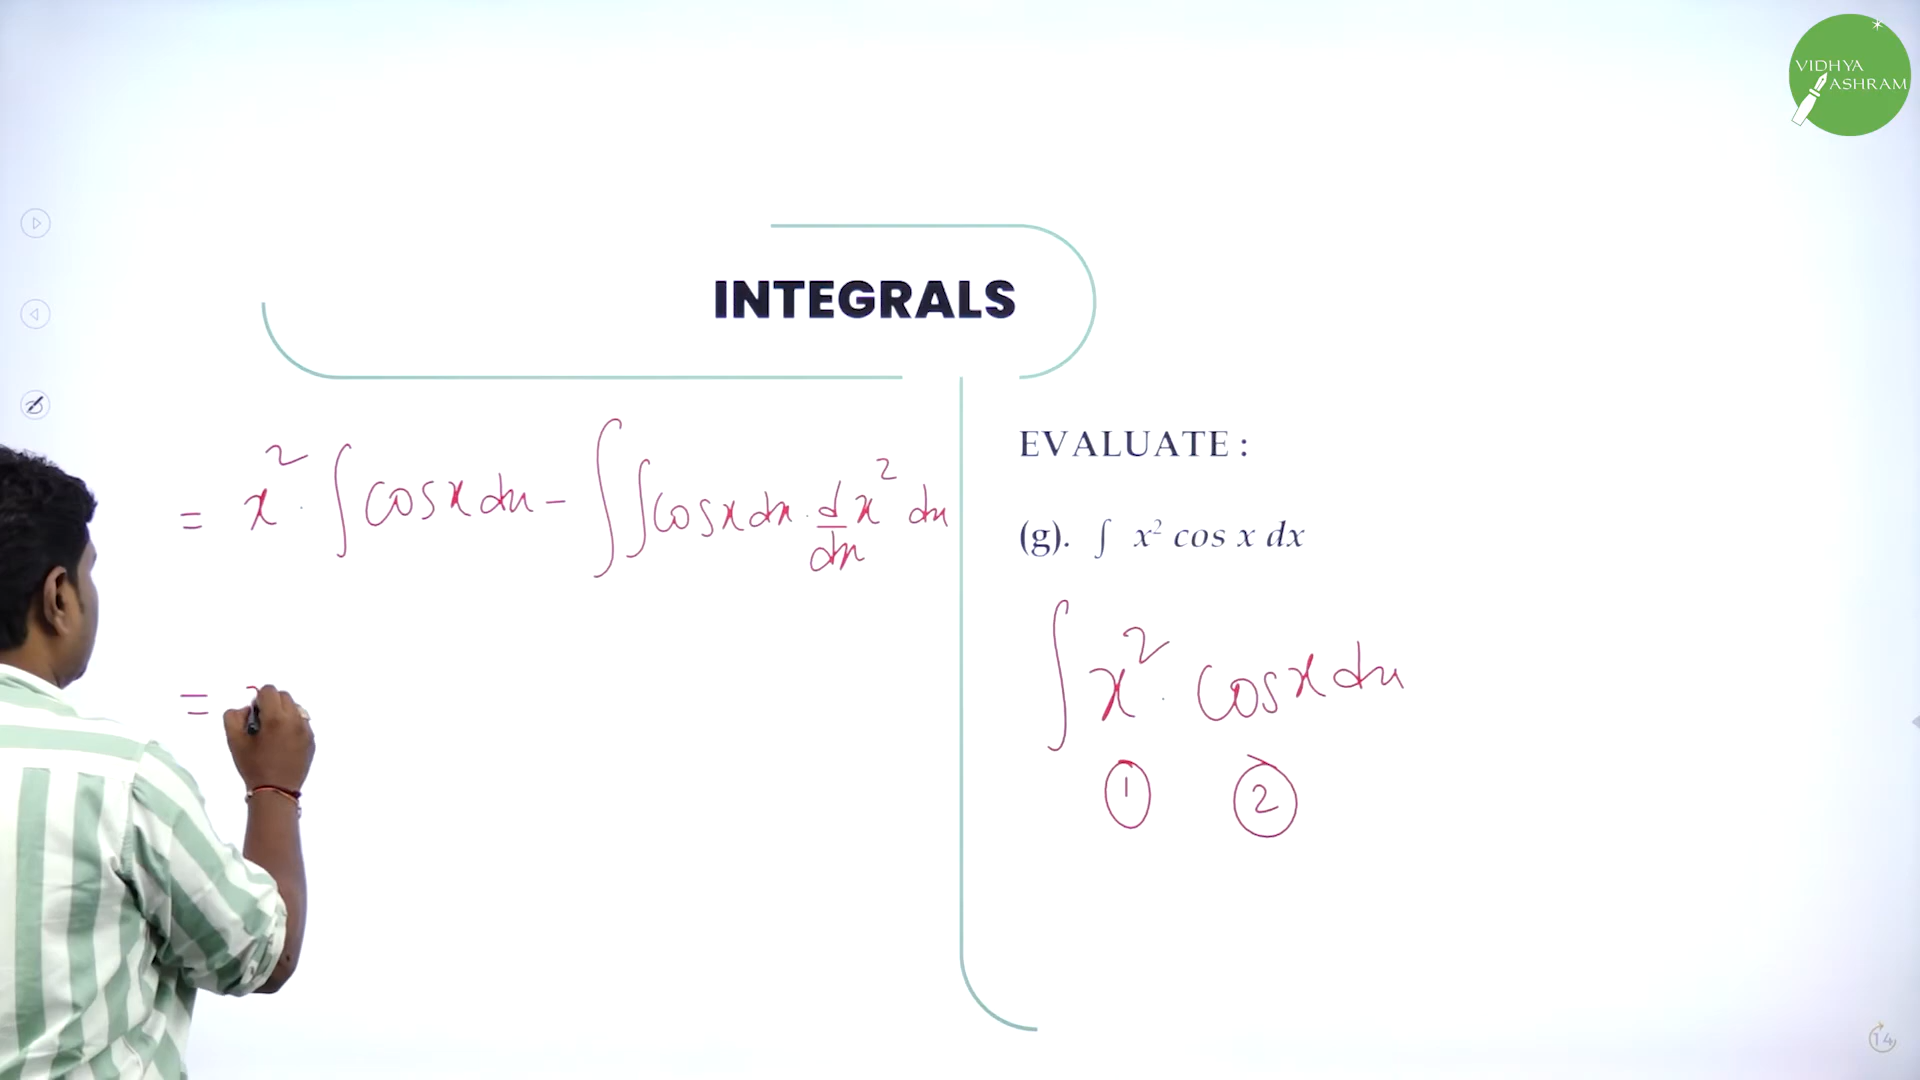 VIDHYA
ASHRAM
INTEGRALS
= x² · ∫ cos x dx - ∫ ∫ cos x dx · d/dx x² dx
=
EVALUATE :
(g). ∫ x² cos x dx
∫ x² · cos x dx
① ②
14